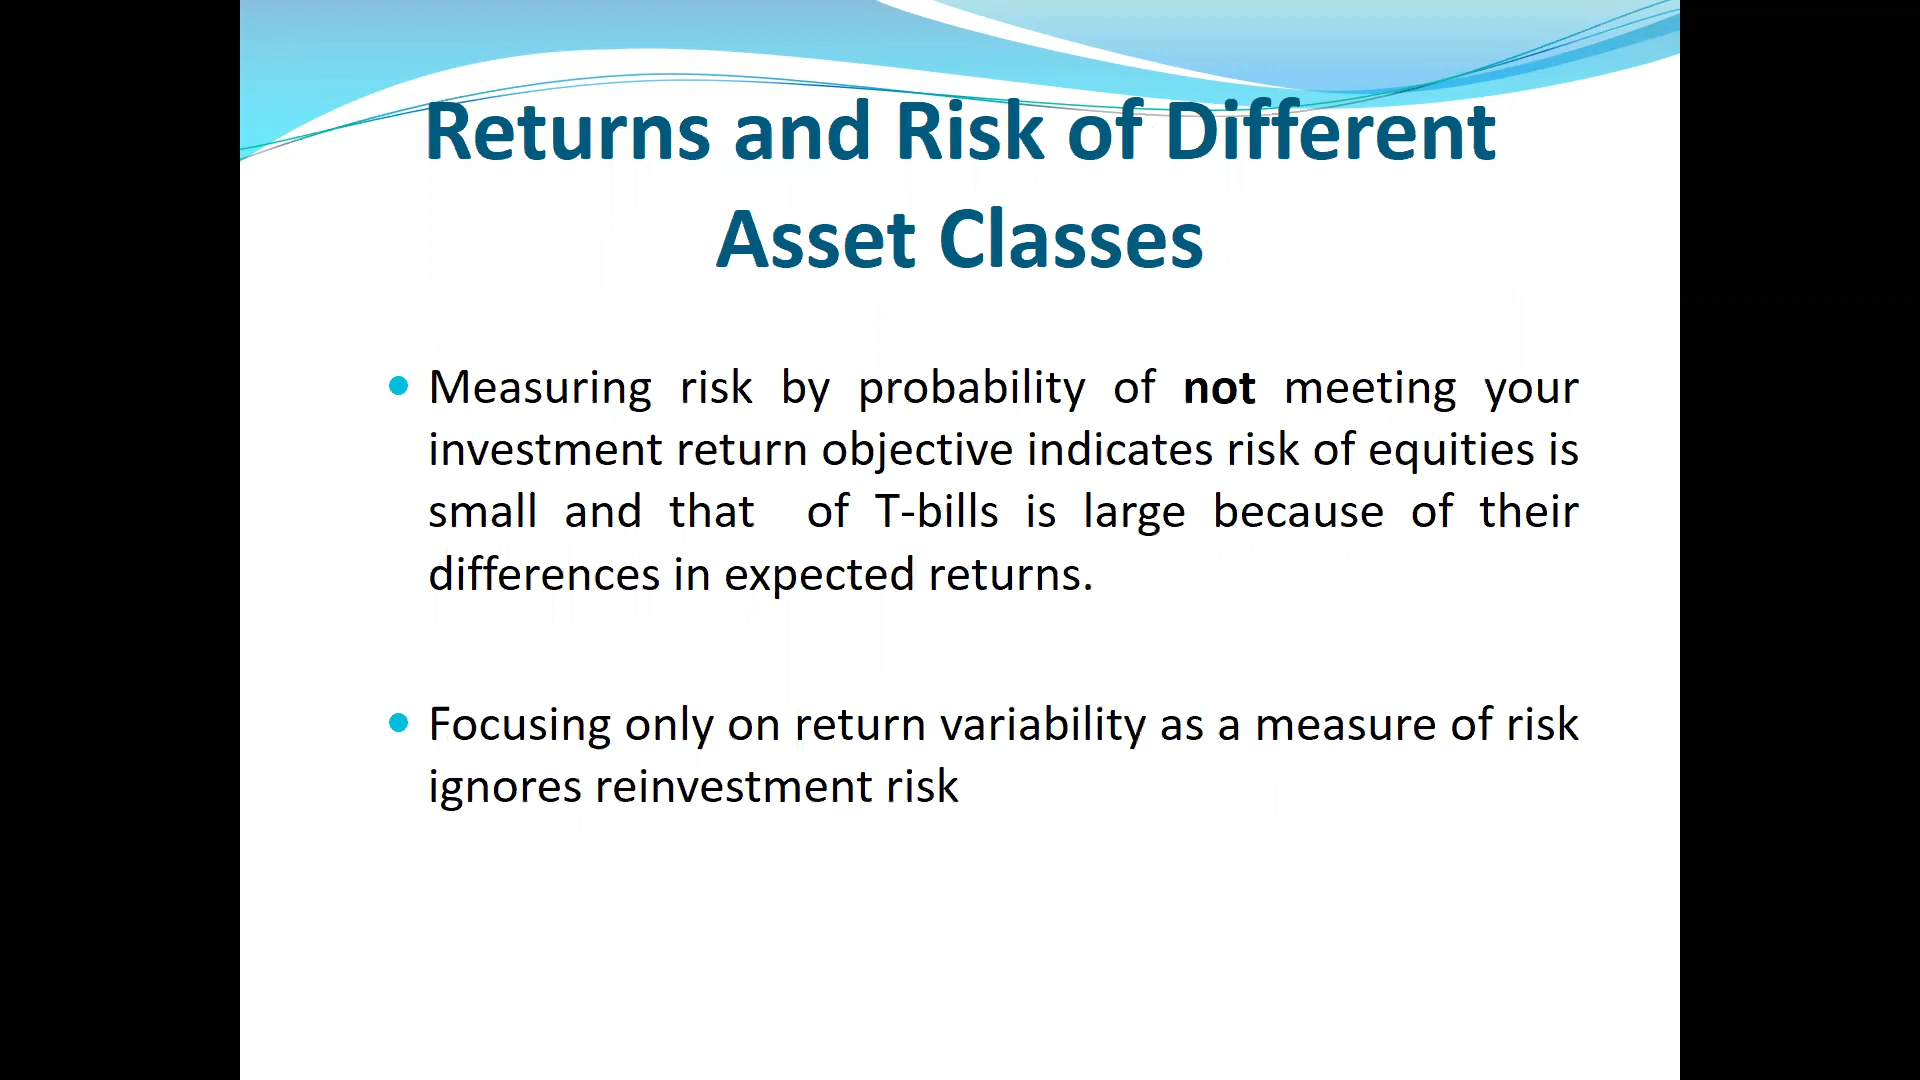 Returns and Risk of Different
Asset Classes
• Measuring risk by probability of not meeting your
investment return objective indicates risk of equities is
small and that of T-bills is large because of their
differences in expected returns.
• Focusing only on return variability as a measure of risk
ignores reinvestment risk